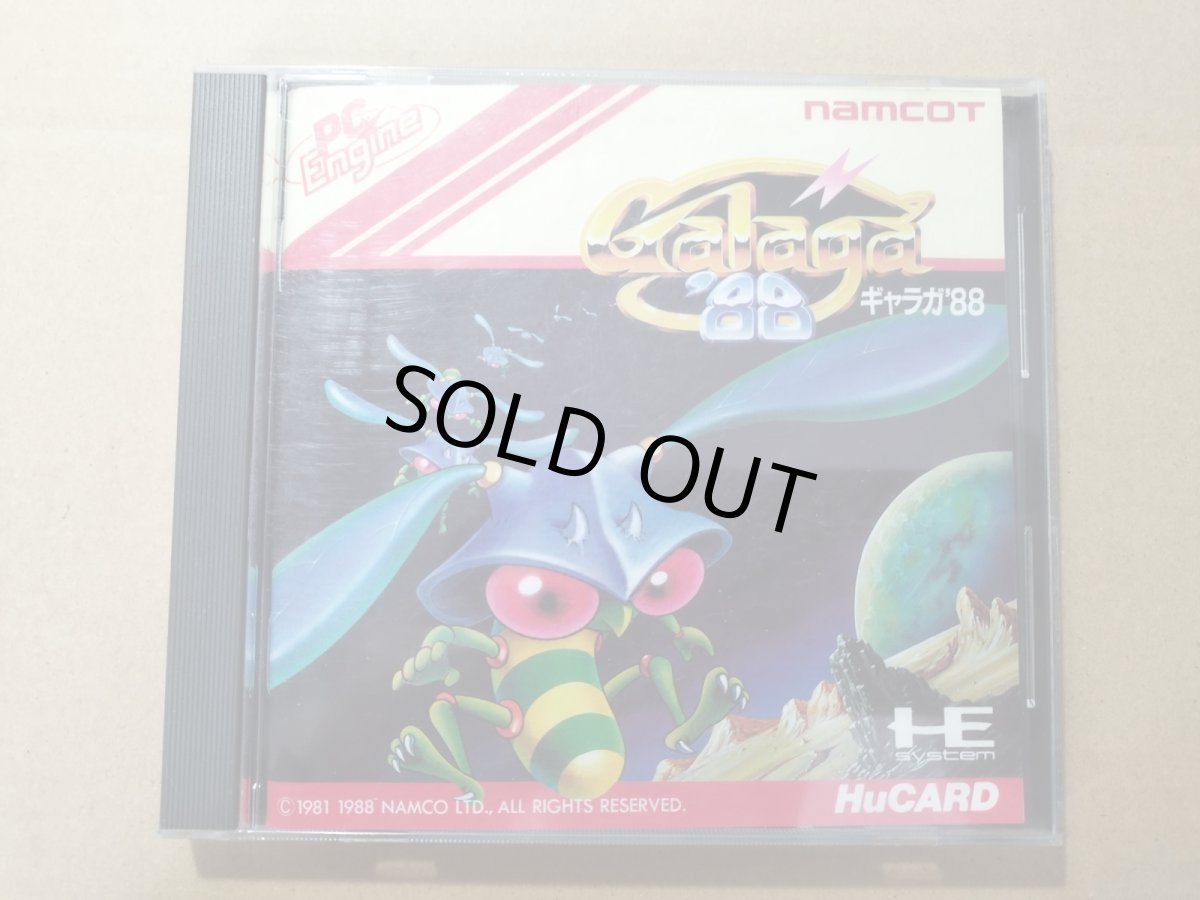 PC
Engine
namcoT
Galaga
'88
ギャラガ'88
SOLD OUT
HE
system
HuCARD
©1981 1988 NAMCO LTD., ALL RIGHTS RESERVED.